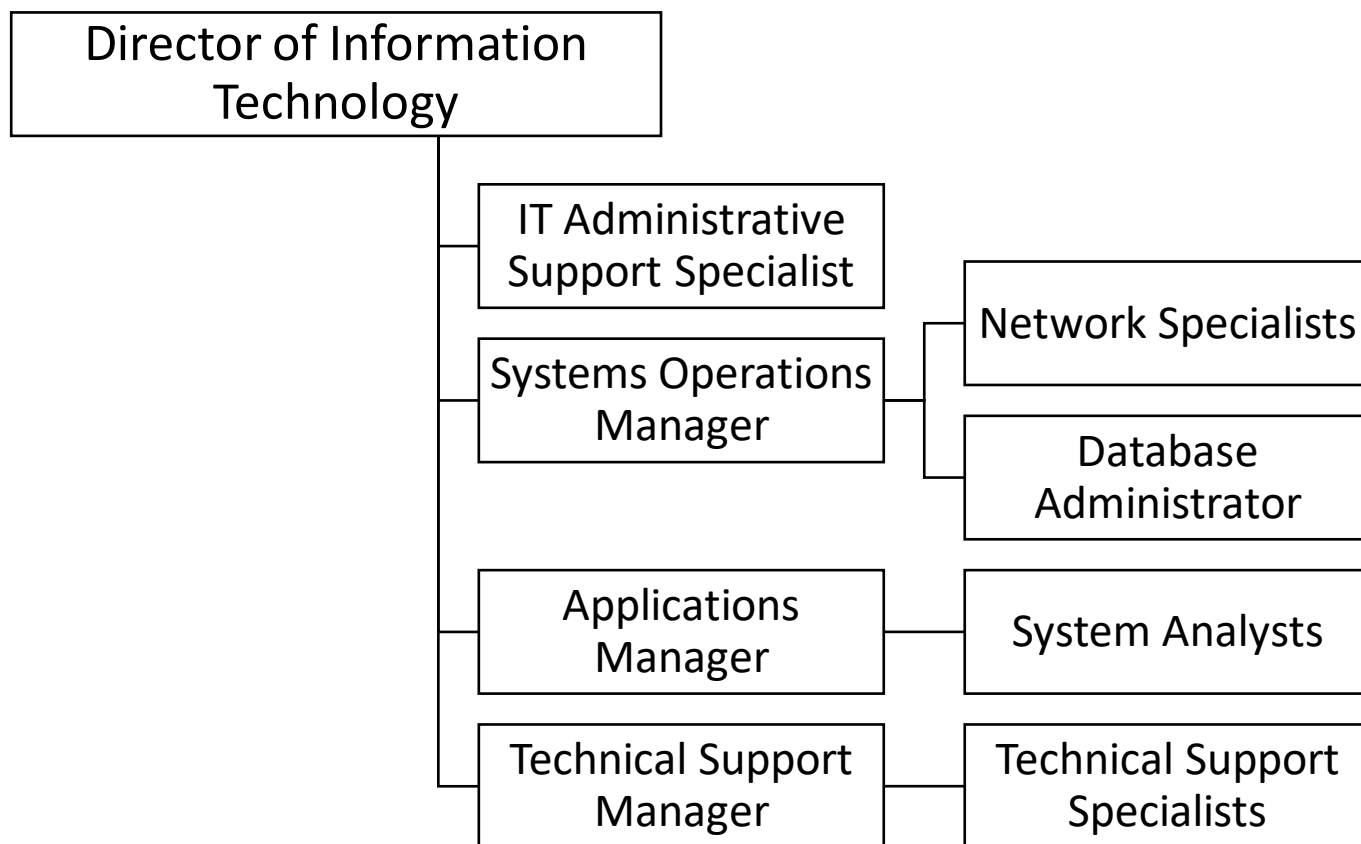 Director of Information
Technology
IT Administrative
Support Specialist
Systems Operations
Manager
Network Specialists
Database
Administrator
Applications
Manager
System Analysts
Technical Support
Manager
Technical Support
Specialists